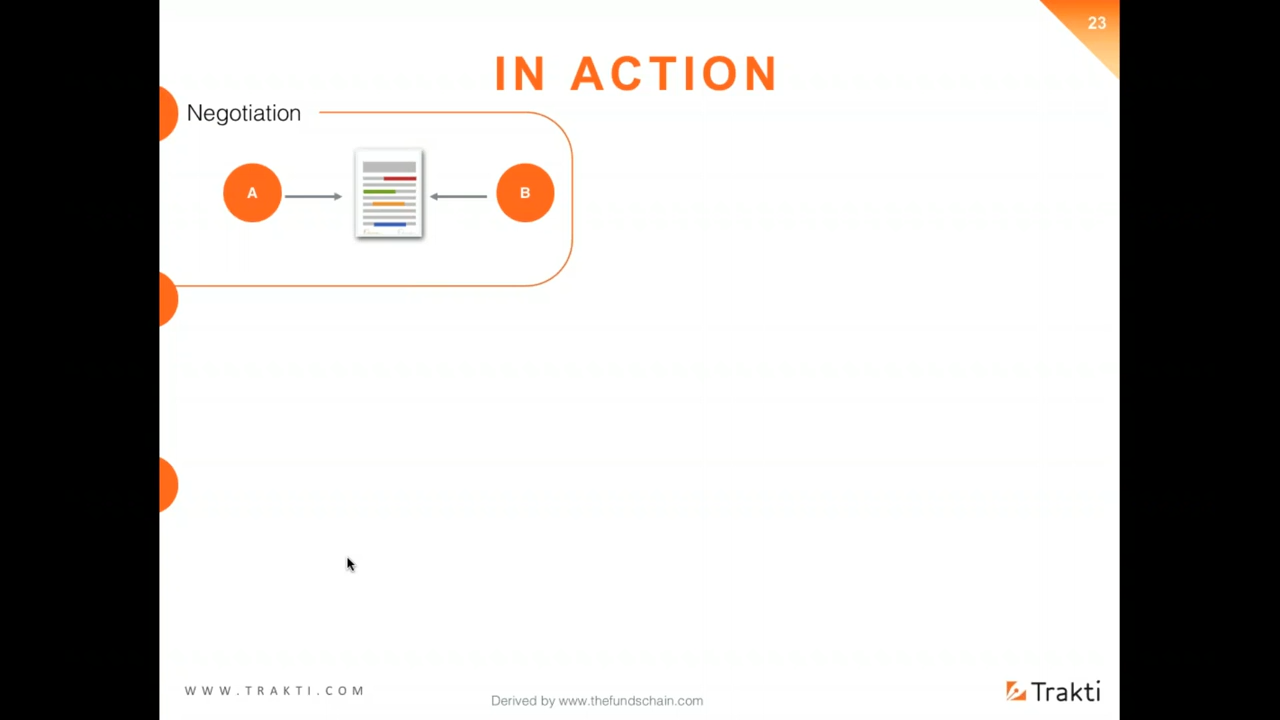 23
IN ACTION
Negotiation
A
B
WWW.TRAKTI.COM
Derived by www.thefundschain.com
Trakti